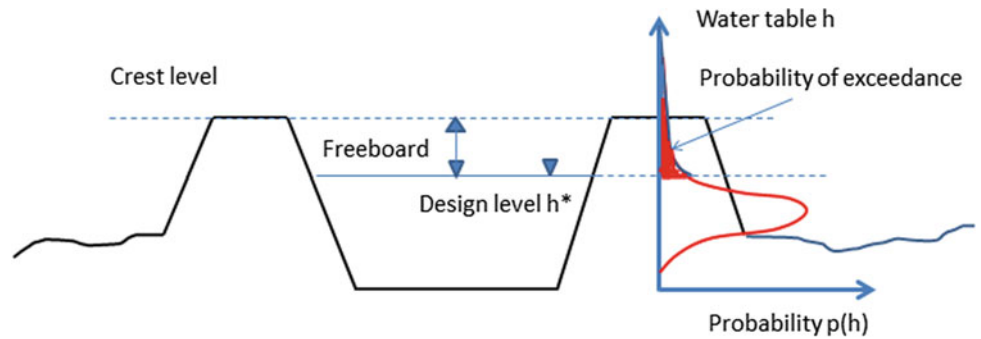 Water table h
Crest level
Probability of exceedance
Freeboard
Design level h*
Probability p(h)